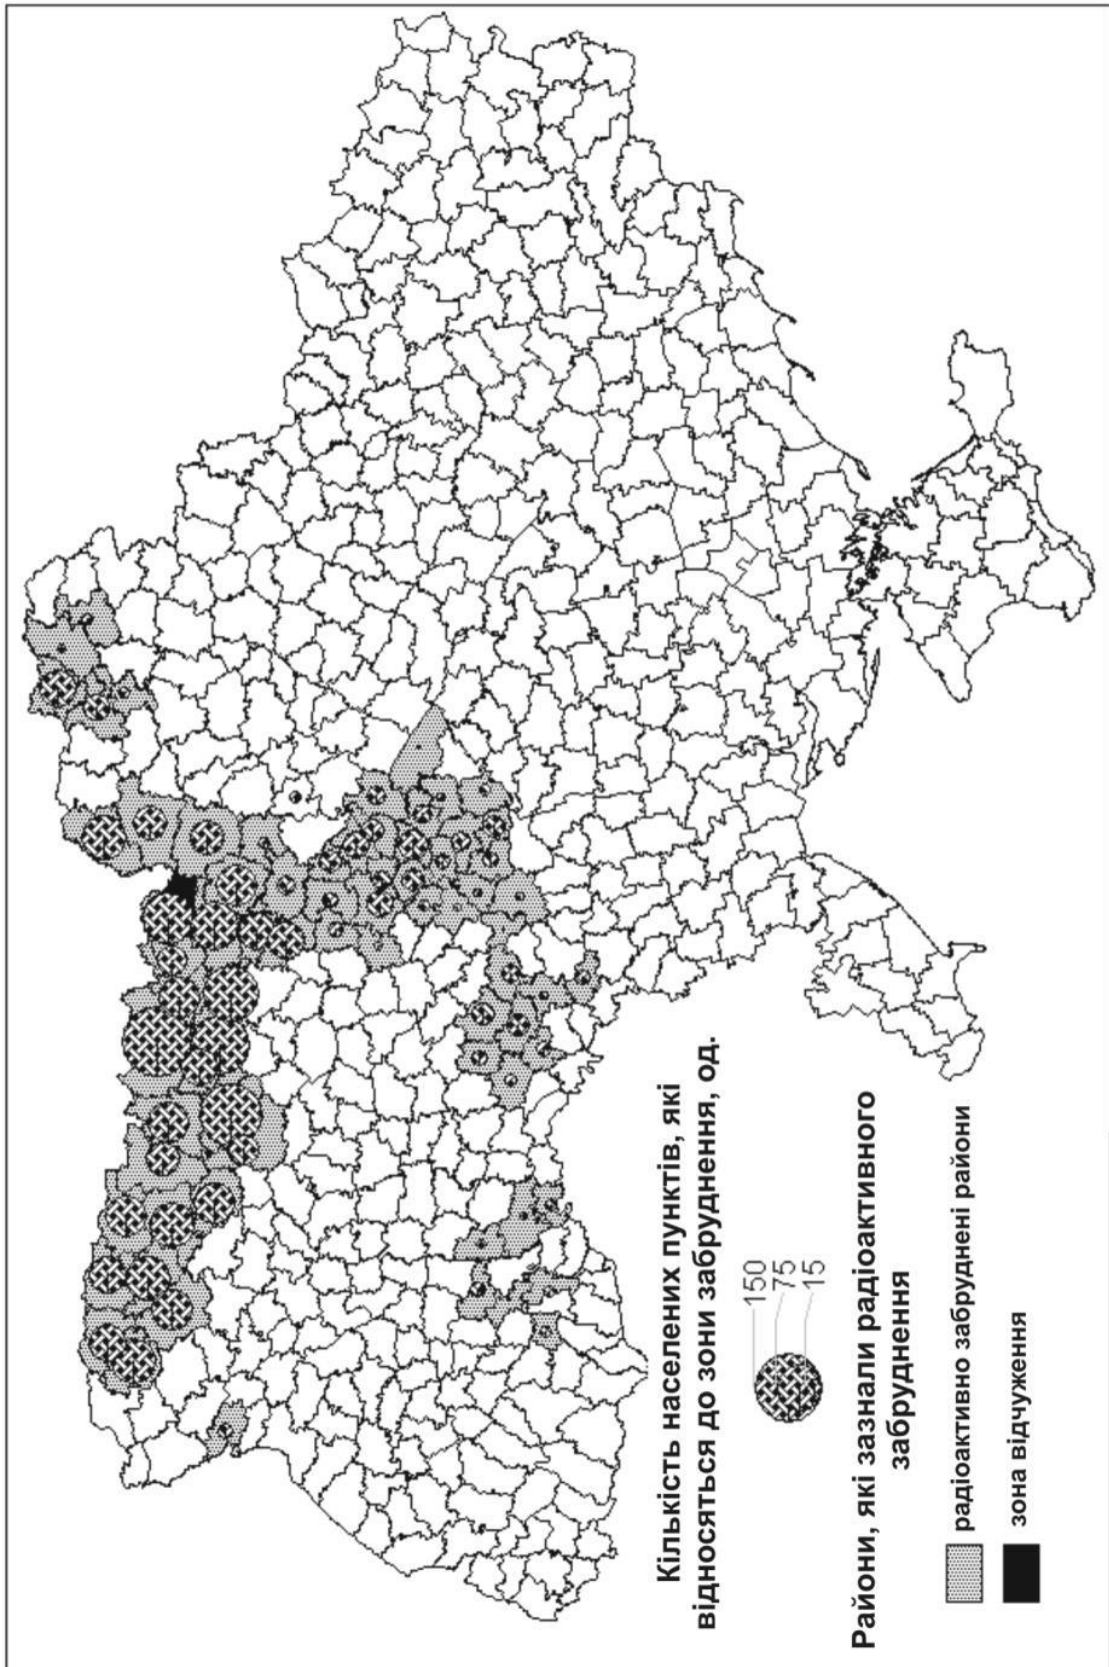 Кількість населених пунктів, які
відносяться до зони забруднення, од.
150
75
15
Райони, які зазнали радіоактивного
забруднення
радіоактивно забруднені райони
зона відчуження